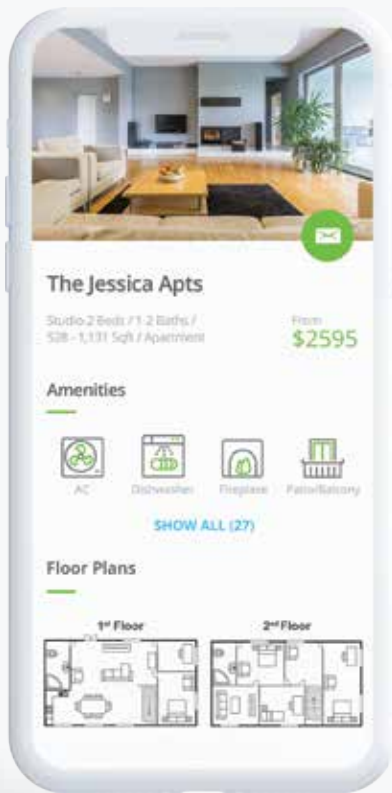 The Jessica Apts
Studio-2 Beds / 1-2 Baths /
528 - 1,131 Sqft / Apartment
From
$2595
Amenities
AC
Dishwasher
Fireplace
Patio/Balcony
SHOW ALL (27)
Floor Plans
1st Floor
2nd Floor